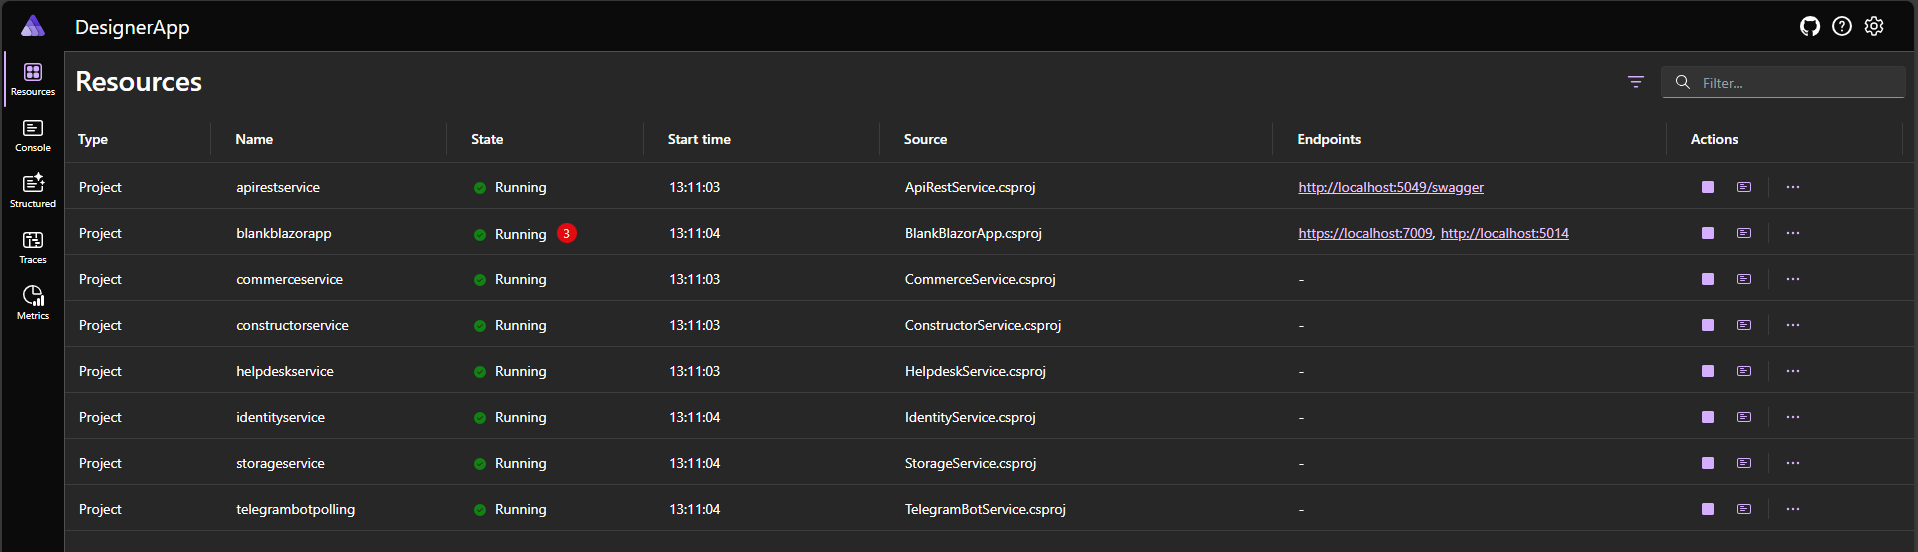 DesignerApp
Resources
Console
Structured
Traces
Metrics
Resources
Filter...
Type Name State Start time Source Endpoints Actions
Project apirestservice Running 13:11:03 ApiRestService.csproj http://localhost:5049/swagger
Project blankblazorapp Running 3 13:11:04 BlankBlazorApp.csproj https://localhost:7009, http://localhost:5014
Project commerceservice Running 13:11:03 CommerceService.csproj -
Project constructorservice Running 13:11:03 ConstructorService.csproj -
Project helpdeskservice Running 13:11:03 HelpdeskService.csproj -
Project identityservice Running 13:11:04 IdentityService.csproj -
Project storageservice Running 13:11:04 StorageService.csproj -
Project telegrambotpolling Running 13:11:04 TelegramBotService.csproj -